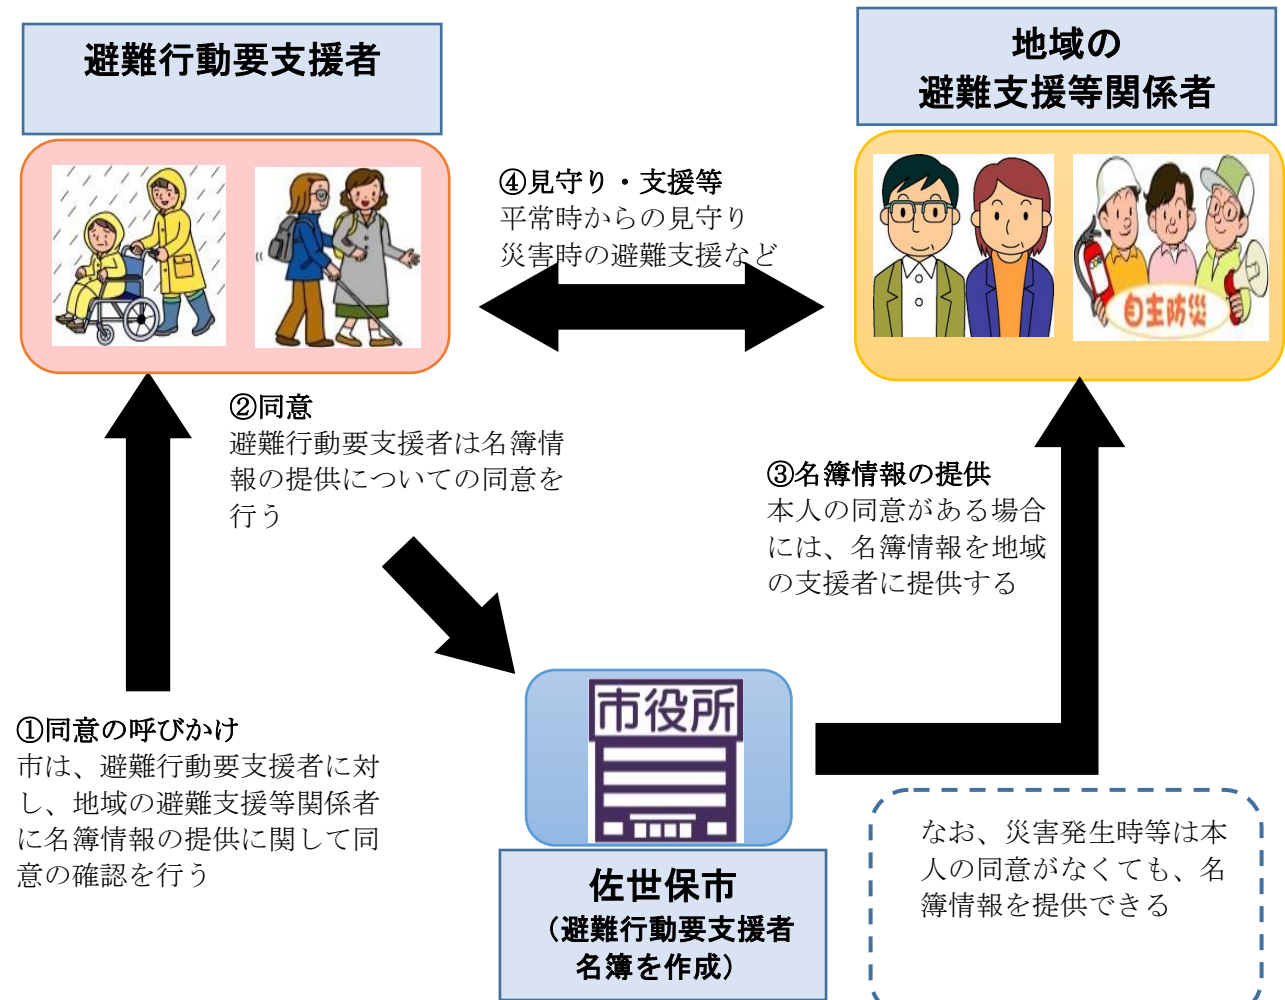 避難行動要支援者
地域の
避難支援等関係者
④見守り・支援等
平常時からの見守り
災害時の避難支援など
自主防災
②同意
避難行動要支援者は名簿情
報の提供についての同意を
行う
③名簿情報の提供
本人の同意がある場合
には、名簿情報を地域
の支援者に提供する
①同意の呼びかけ
市は、避難行動要支援者に対
し、地域の避難支援等関係者
に名簿情報の提供に関して同
意の確認を行う
市役所
佐世保市
（避難行動要支援者
名簿を作成）
なお、災害発生時等は本
人の同意がなくても、名
簿情報を提供できる